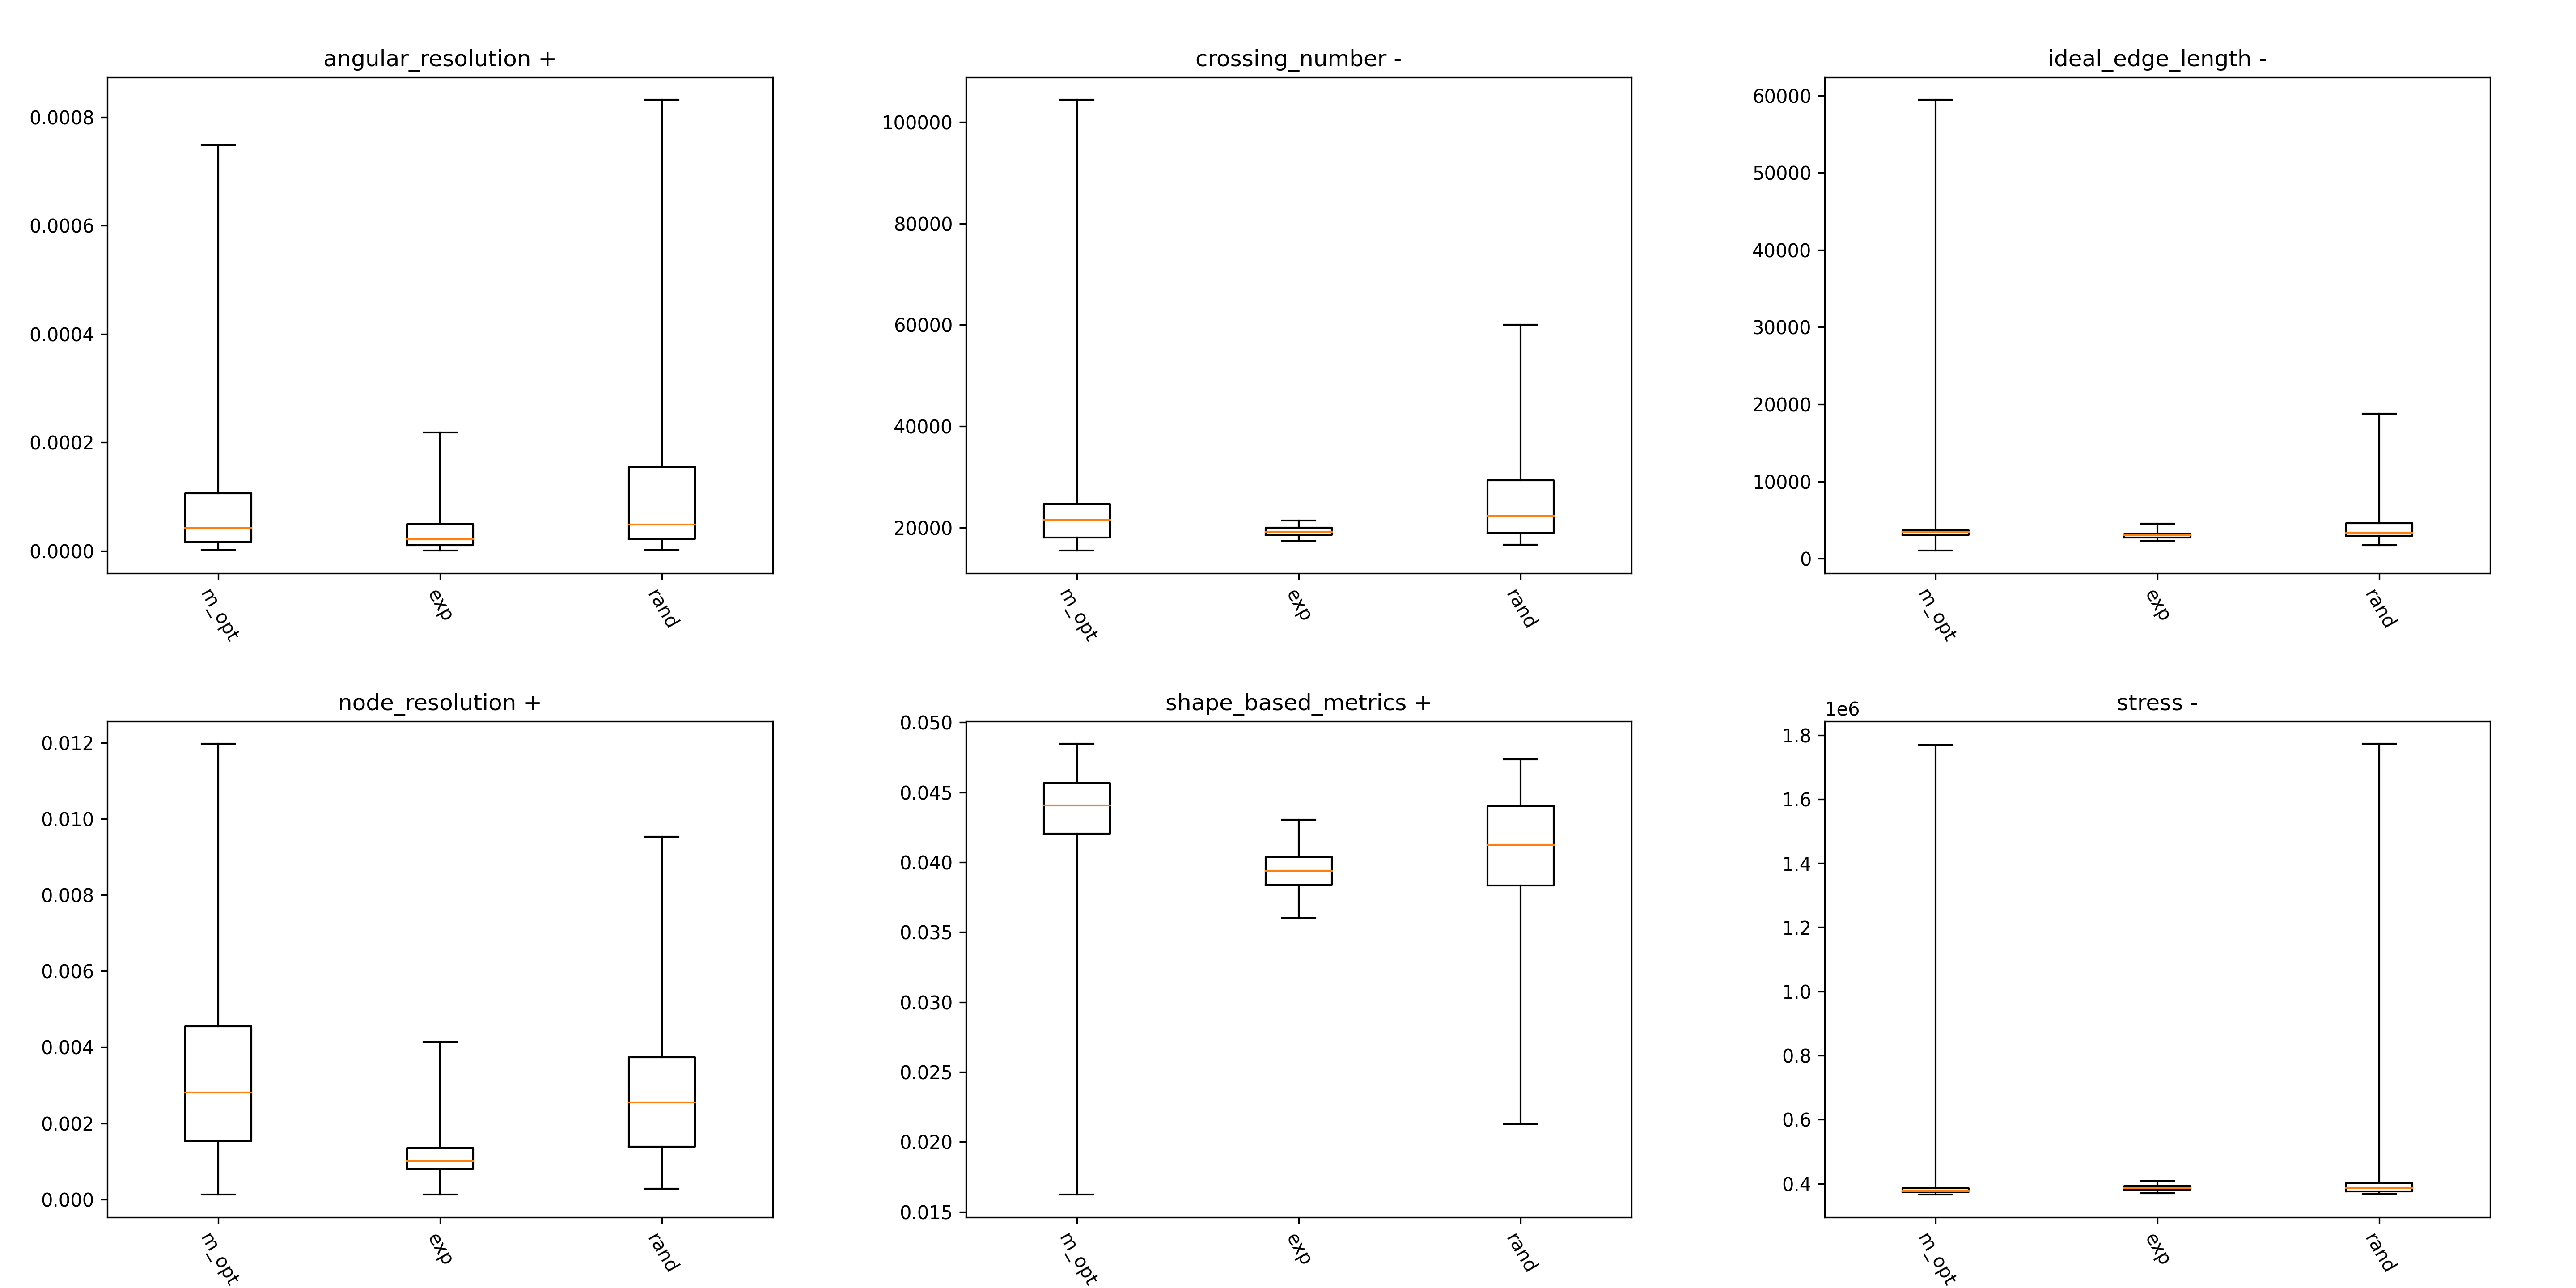 angular_resolution +
0.0008
0.0006
0.0004
0.0002
0.0000
m_opt
exp
rand
crossing_number -
100000
80000
60000
40000
20000
m_opt
exp
rand
ideal_edge_length -
60000
50000
40000
30000
20000
10000
0
m_opt
exp
rand
node_resolution +
0.012
0.010
0.008
0.006
0.004
0.002
0.000
m_opt
exp
rand
shape_based_metrics +
0.050
0.045
0.040
0.035
0.030
0.025
0.020
0.015
m_opt
exp
rand
stress -
1e6
1.8
1.6
1.4
1.2
1.0
0.8
0.6
0.4
m_opt
exp
rand